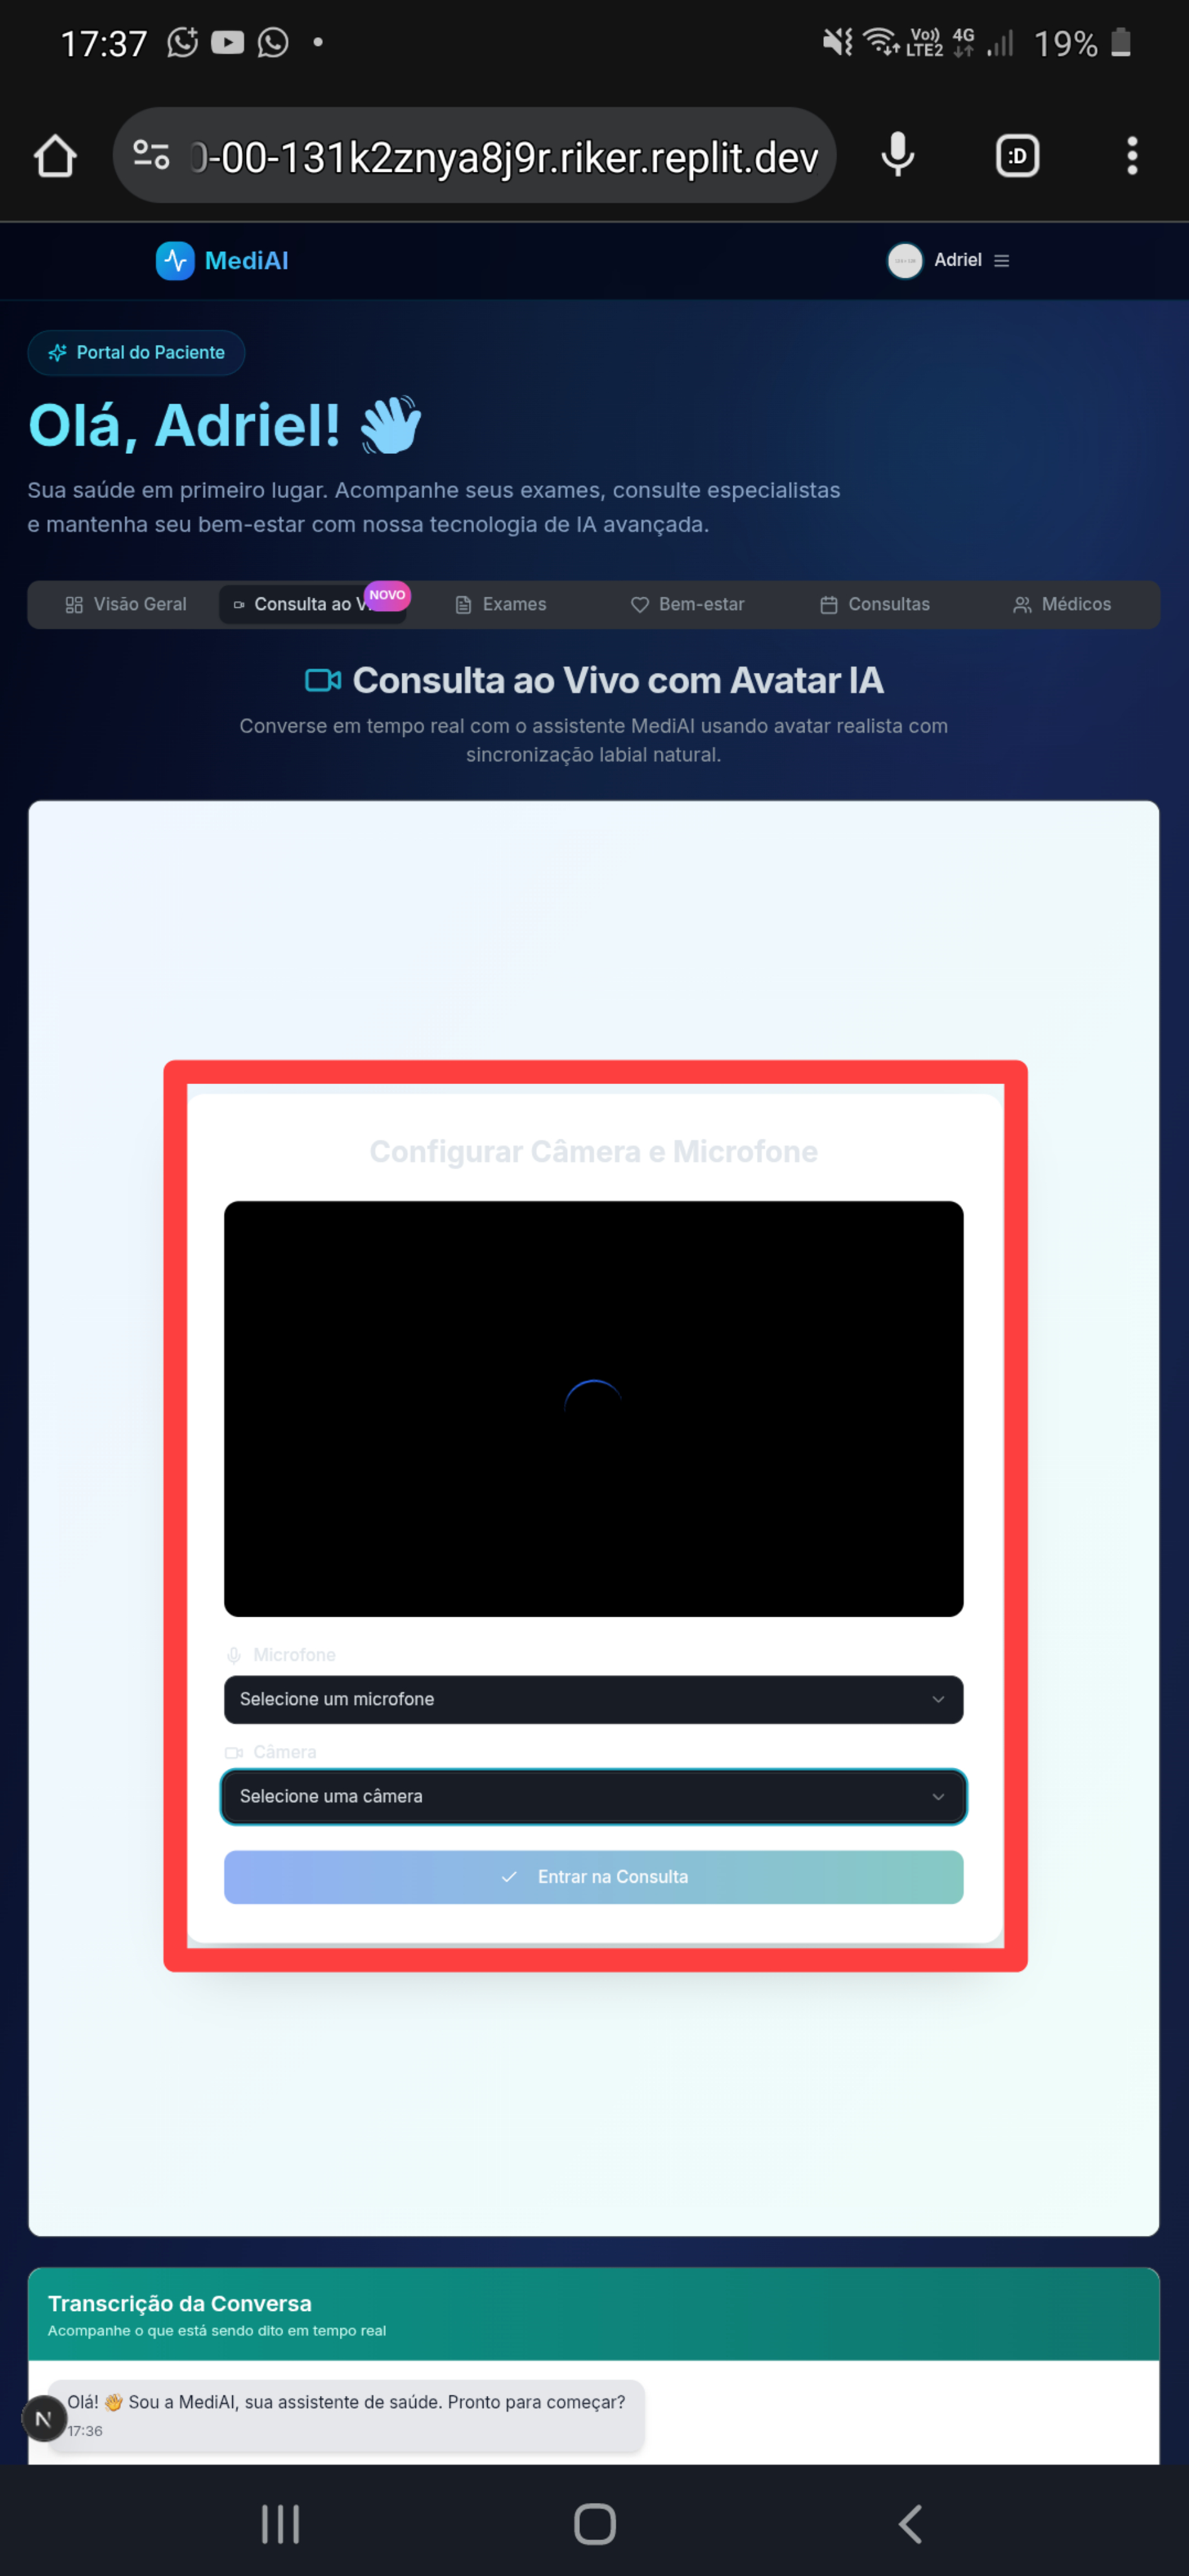 17:37
Vo)) LTE2 4G 19%
0-00-131k2znya8j9r.riker.replit.dev
:D
MediAI
Adriel
Portal do Paciente
Olá, Adriel! 👋
Sua saúde em primeiro lugar. Acompanhe seus exames, consulte especialistas
e mantenha seu bem-estar com nossa tecnologia de IA avançada.
Visão Geral
Consulta ao V
NOVO
Exames
Bem-estar
Consultas
Médicos
Consulta ao Vivo com Avatar IA
Converse em tempo real com o assistente MediAI usando avatar realista com
sincronização labial natural.
Configurar Câmera e Microfone
Microfone
Selecione um microfone
Câmera
Selecione uma câmera
Entrar na Consulta
Transcrição da Conversa
Acompanhe o que está sendo dito em tempo real
Olá! 👋 Sou a MediAI, sua assistente de saúde. Pronto para começar?
17:36
N